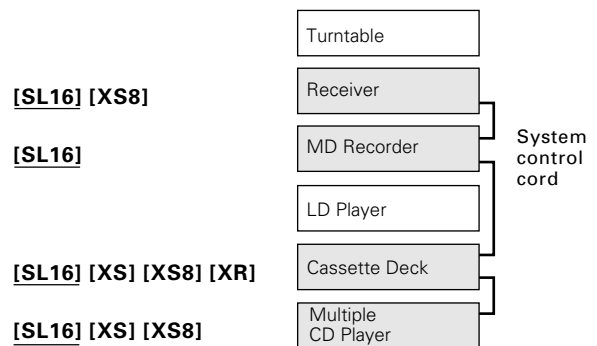 Turntable
[SL16] [XS8]
Receiver
[SL16]
MD Recorder
System
control
cord
LD Player
[SL16] [XS] [XS8] [XR]
Cassette Deck
[SL16] [XS] [XS8]
Multiple
CD Player